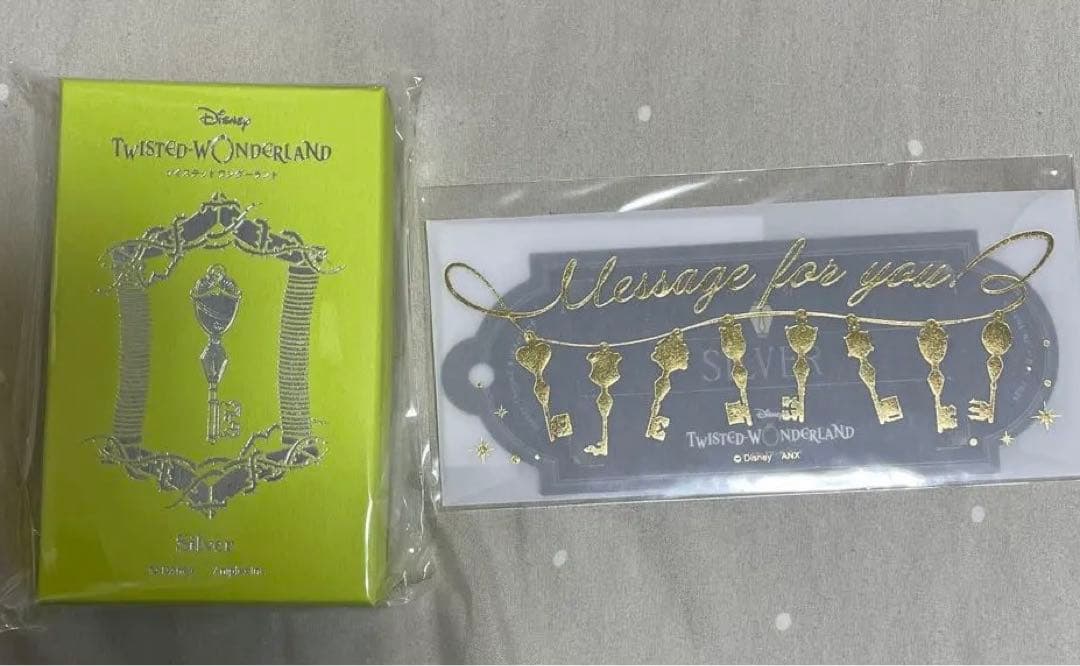 Disney
TWISTED-WONDERLAND
ツイステッドワンダーランド
Silver
Message for you!
SILVER
Disney
TWISTED-WONDERLAND
© Disney ANX